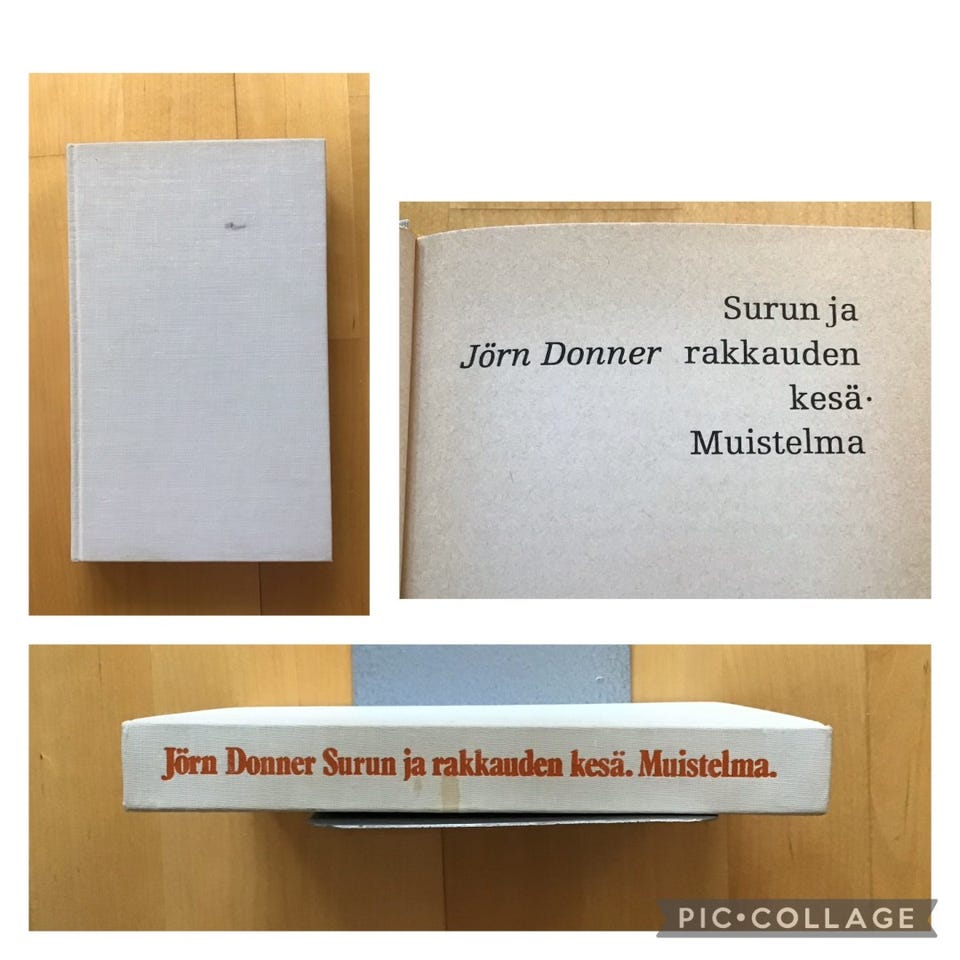 Surun ja
Jörn Donner rakkauden
kesä·
Muistelma
Jörn Donner Surun ja rakkauden kesä. Muistelma.
PIC•COLLAGE